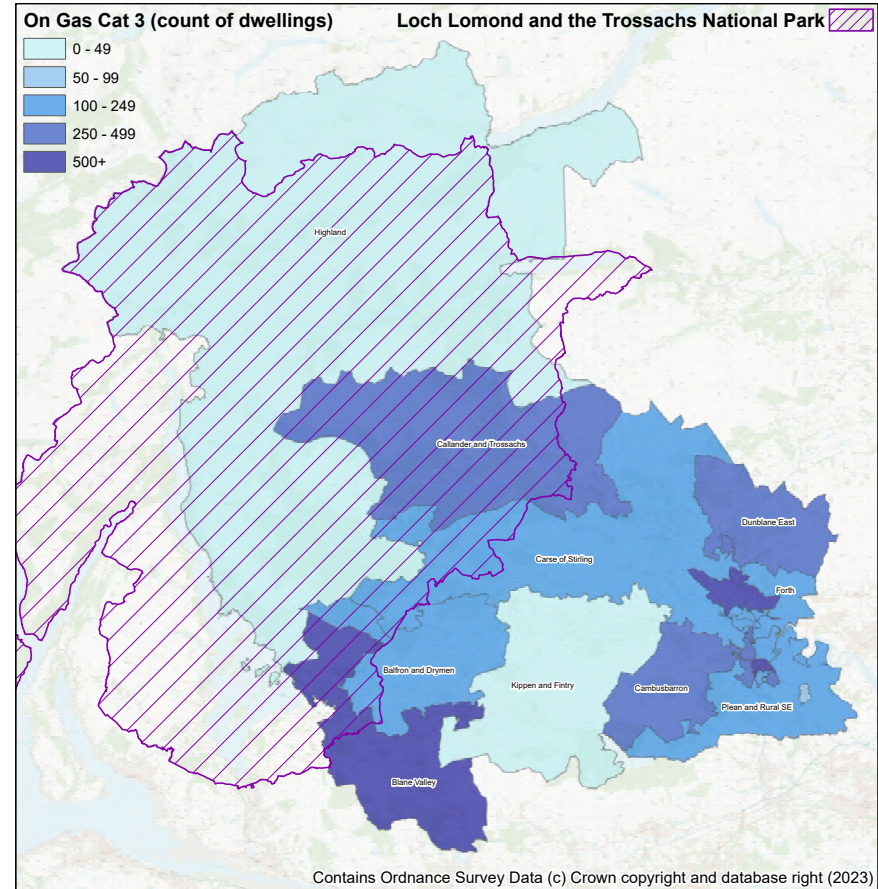 On Gas Cat 3 (count of dwellings)
Loch Lomond and the Trossachs National Park
0 - 49
50 - 99
100 - 249
250 - 499
500+
Highland
Callander and Trossachs
Dunblane East
Carse of Stirling
Forth
Balfron and Drymen
Kippen and Fintry
Cambusbarron
Plean and Rural SE
Blane Valley
Contains Ordnance Survey Data (c) Crown copyright and database right (2023)